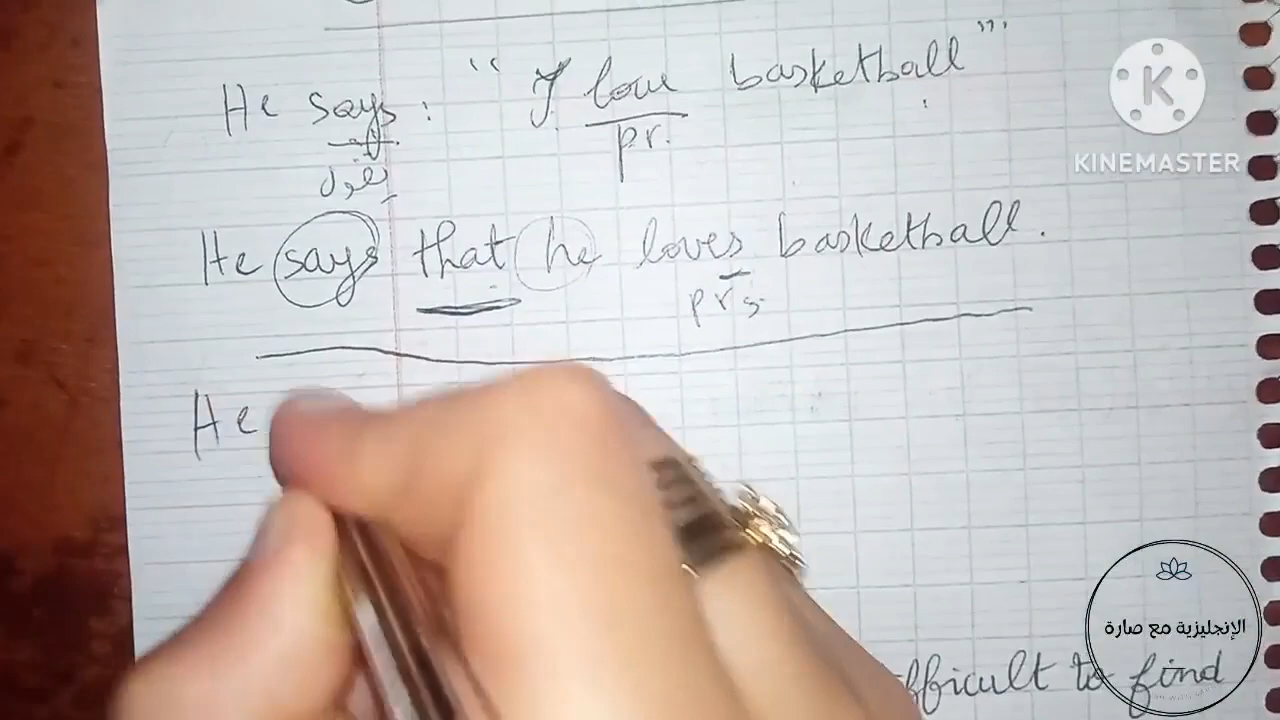 He says: " I love basketball "
pr.
يقول
He says that he loves basketball.
prs
He
difficult to find
KINEMASTER
الإنجليزية مع صارة